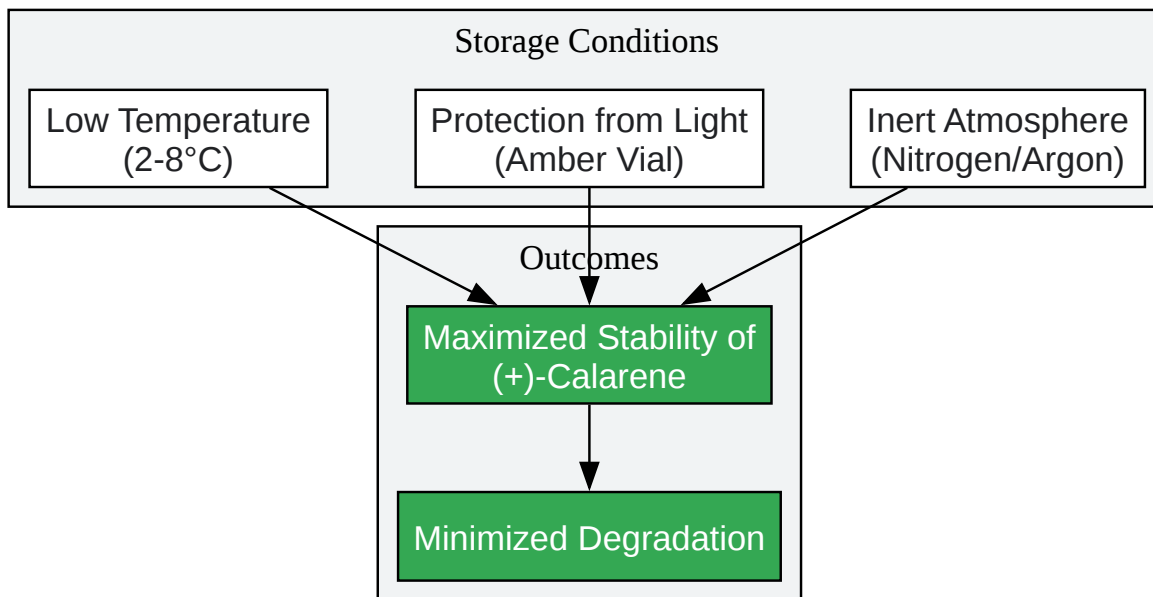 Storage Conditions
Low Temperature
(2-8°C)
Protection from Light
(Amber Vial)
Inert Atmosphere
(Nitrogen/Argon)
Outcomes
Maximized Stability of
(+)-Calarene
Minimized Degradation